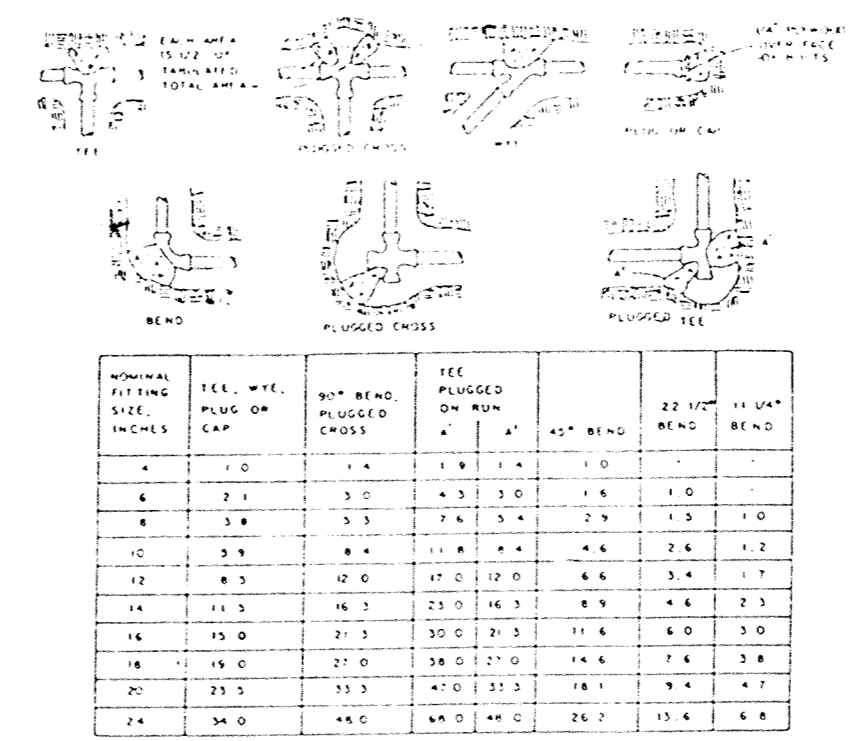 EACH AREA
IS 1/2 OF
TABULATED
TOTAL AREA
1/4" PLYWOOD
OVER FACE
OF BOLTS
TEE
PLUGGED CROSS
WYE
PLUG OR CAP
BEND
PLUGGED CROSS
PLUGGED TEE
NOMINAL FITTING SIZE, INCHES
TEE, WYE, PLUG OR CAP
90° BEND, PLUGGED CROSS
TEE PLUGGED ON RUN
45° BEND
22 1/2° BEND
11 1/4° BEND
4 1.0 1.4 1.9 1.4 1.0 - -
6 2.1 3.0 4.3 3.0 1.6 1.0 -
8 3.8 5.3 7.6 5.4 2.9 1.5 1.0
10 5.9 8.4 11.8 8.4 4.6 2.6 1.2
12 8.5 12.0 17.0 12.0 6.6 3.4 1.7
14 11.5 16.3 23.0 16.3 8.9 4.6 2.3
16 15.0 21.3 30.0 21.3 11.6 6.0 3.0
18 19.0 27.0 38.0 27.0 14.6 7.6 3.8
20 23.5 33.3 47.0 33.3 18.1 9.4 4.7
24 34.0 48.0 68.0 48.0 26.2 13.6 6.8